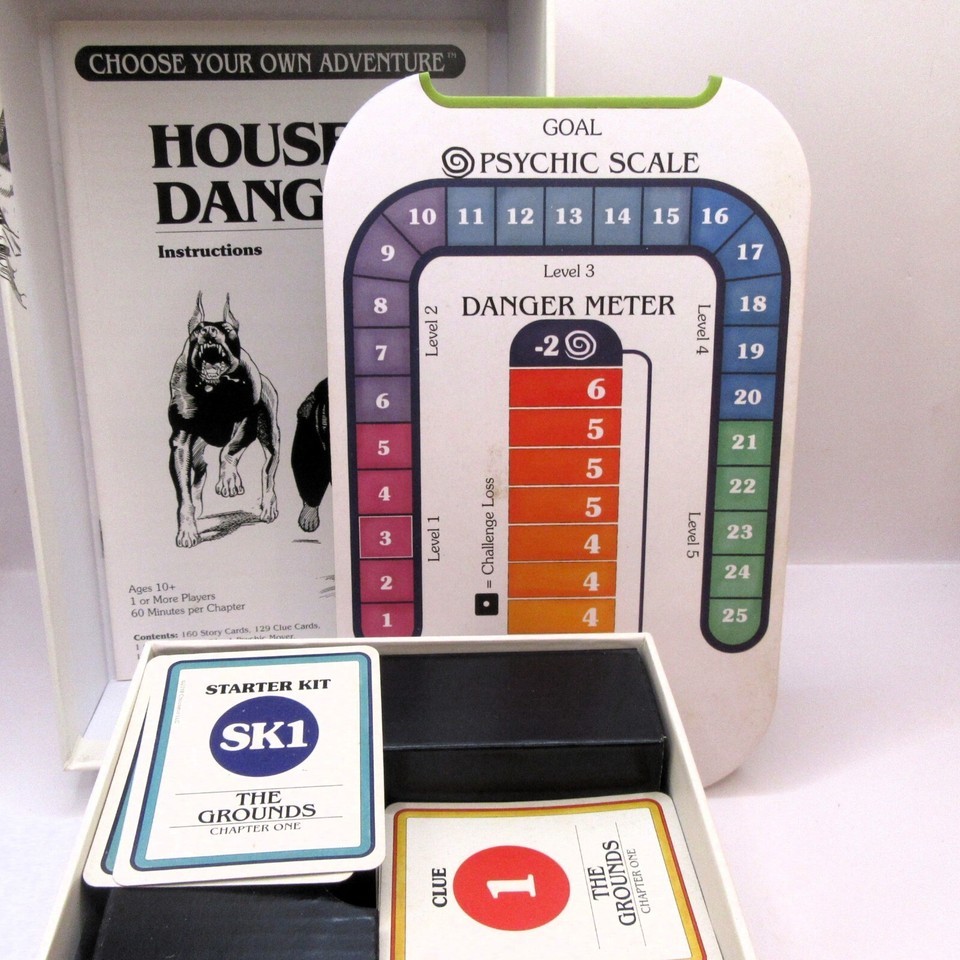 CHOOSE YOUR OWN ADVENTURE™
HOUSE
DANG
Instructions
Ages 10+
1 or More Players
60 Minutes per Chapter
Contents: 160 Story Cards, 129 Clue Cards,
Psychic Mover,
GOAL
PSYCHIC SCALE
10 11 12 13 14 15 16
9 17
8 18
7 19
6 20
5 21
4 22
3 23
2 24
1 25
Level 1
Level 2
Level 3
Level 4
Level 5
DANGER METER
-2
6
5
5
5
4
4
4
= Challenge Loss
STARTER KIT
SK1
THE
GROUNDS
CHAPTER ONE
CLUE
1
THE
GROUNDS
CHAPTER ONE